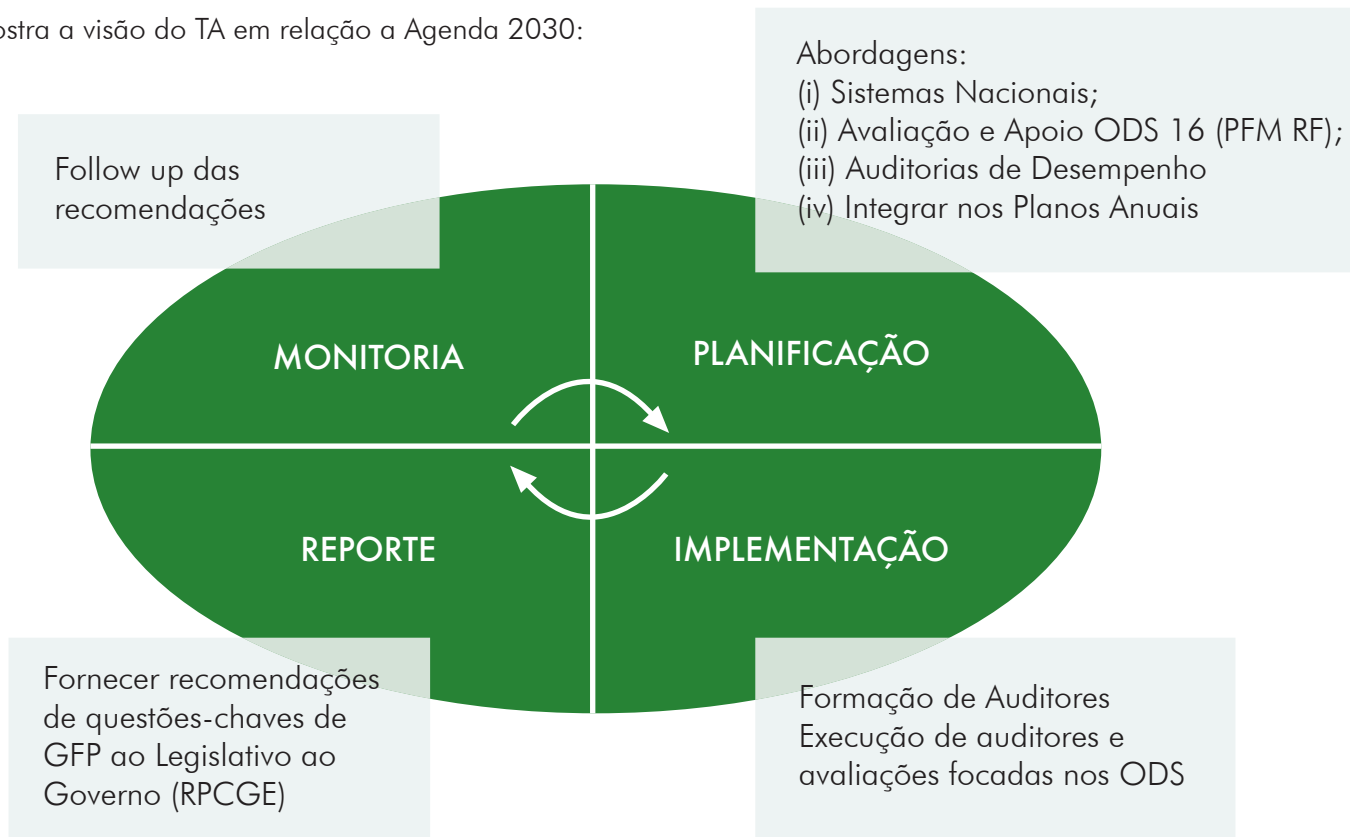 ostra a visão do TA em relação a Agenda 2030:
Abordagens:
(i) Sistemas Nacionais;
(ii) Avaliação e Apoio ODS 16 (PFM RF);
(iii) Auditorias de Desempenho
(iv) Integrar nos Planos Anuais
Follow up das
recomendações
MONITORIA
PLANIFICAÇÃO
REPORTE
IMPLEMENTAÇÃO
Fornecer recomendações
de questões-chaves de
GFP ao Legislativo ao
Governo (RPCGE)
Formação de Auditores
Execução de auditores e
avaliações focadas nos ODS